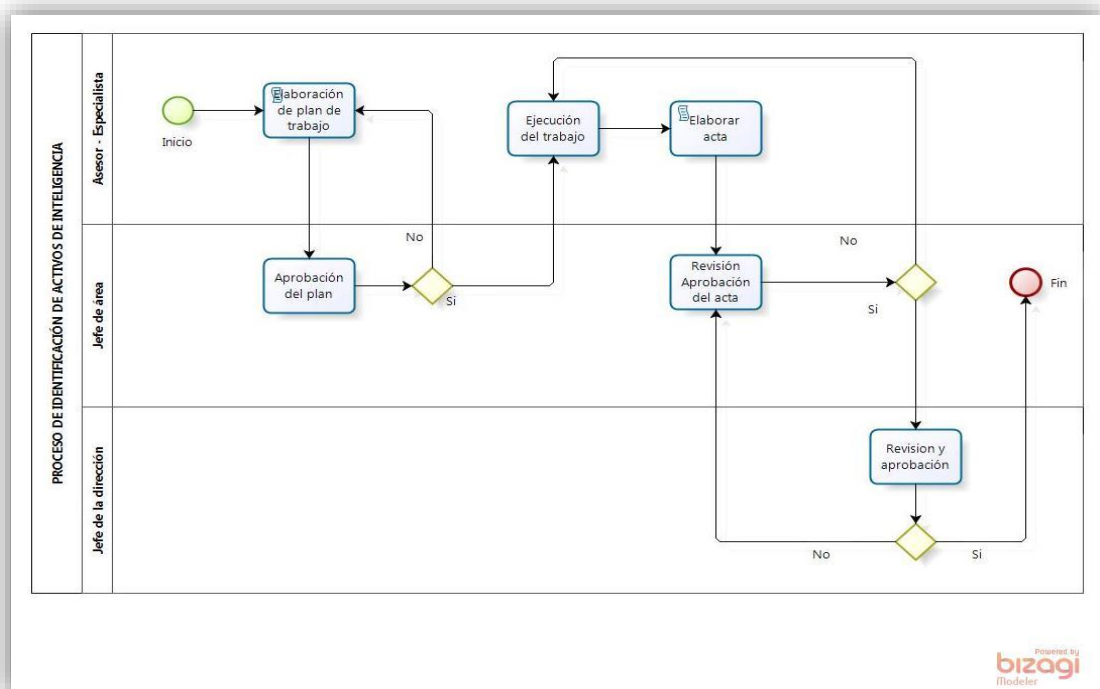 PROCESO DE IDENTIFICACIÓN DE ACTIVOS DE INTELIGENCIA
Asesor - Especialista
Inicio
Elaboración
de plan de
trabajo
Ejecución
del trabajo
Elaborar
acta
Jefe de área
Aprobación
del plan
No
Si
Revisión
Aprobación
del acta
No
Si
Fin
Jefe de la dirección
Revision y
aprobación
No
Si
Powered by
bizagi
Modeler